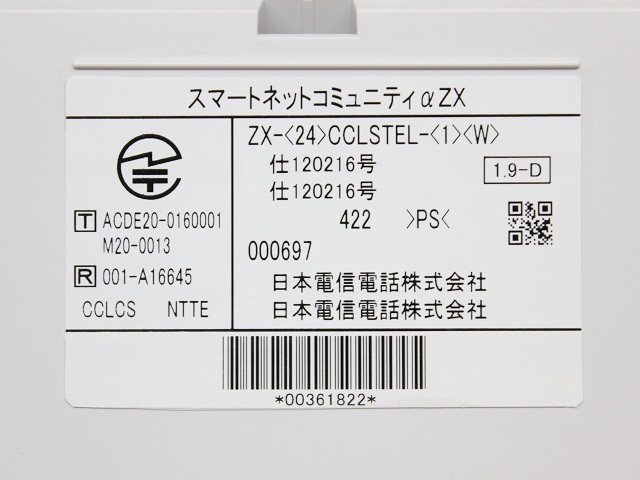 スマートネットコミュニティαZX
ZX-<24>CCLSTEL-<1><W>
仕120216号
1.9-D
仕120216号
422 >PS<
000697
日本電信電話株式会社
日本電信電話株式会社
T ACDE20-0160001
M20-0013
R 001-A16645
CCLCS NTTE
*00361822*